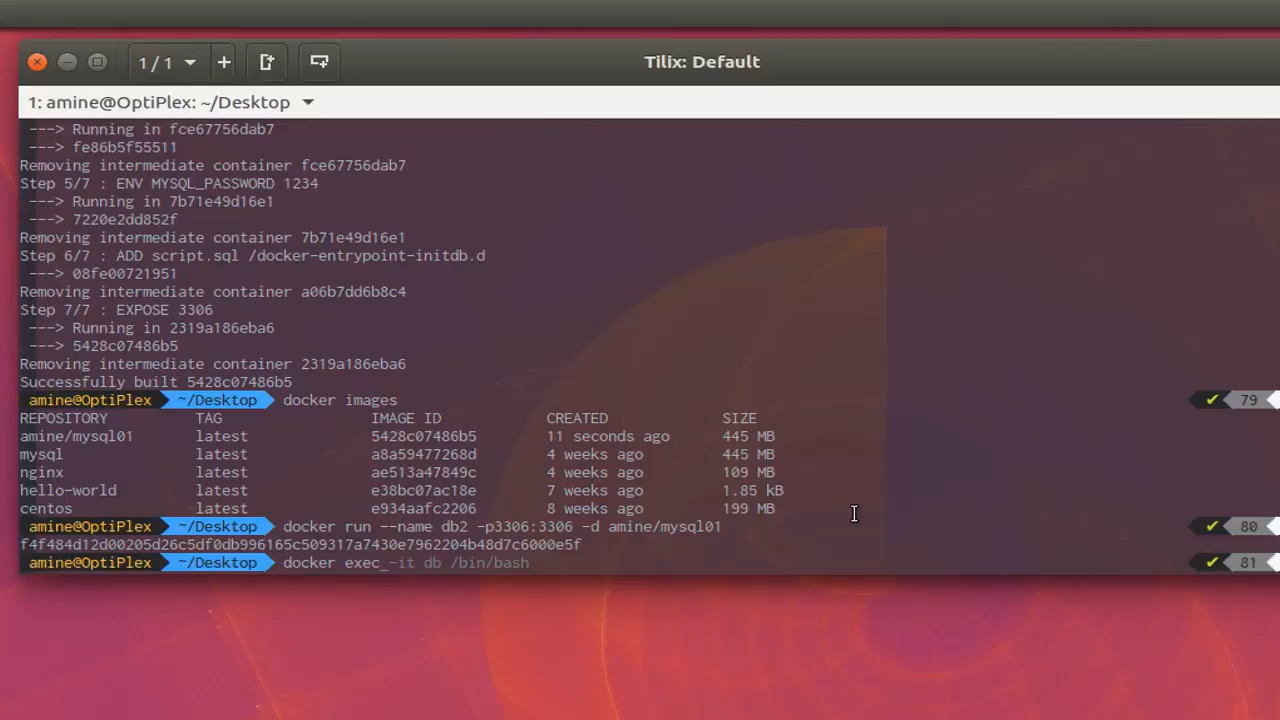 1 / 1
Tilix: Default
1: amine@OptiPlex: ~/Desktop
---> Running in fce67756dab7
---> fe86b5f55511
Removing intermediate container fce67756dab7
Step 5/7 : ENV MYSQL_PASSWORD 1234
---> Running in 7b71e49d16e1
---> 7220e2dd852f
Removing intermediate container 7b71e49d16e1
Step 6/7 : ADD script.sql /docker-entrypoint-initdb.d
---> 08fe00721951
Removing intermediate container a06b7dd6b8c4
Step 7/7 : EXPOSE 3306
---> Running in 2319a186eba6
---> 5428c07486b5
Removing intermediate container 2319a186eba6
Successfully built 5428c07486b5
amine@OptiPlex ~/Desktop docker images ✔ 79
REPOSITORY TAG IMAGE ID CREATED SIZE
amine/mysql01 latest 5428c07486b5 11 seconds ago 445 MB
mysql latest a8a59477268d 4 weeks ago 445 MB
nginx latest ae513a47849c 4 weeks ago 109 MB
hello-world latest e38bc07ac18e 7 weeks ago 1.85 kB
centos latest e934aafc2206 8 weeks ago 199 MB
amine@OptiPlex ~/Desktop docker run --name db2 -p3306:3306 -d amine/mysql01 ✔ 80
f4f484d12d00205d26c5df0db996165c509317a7430e7962204b48d7c6000e5f
amine@OptiPlex ~/Desktop docker exec_-it db /bin/bash ✔ 81